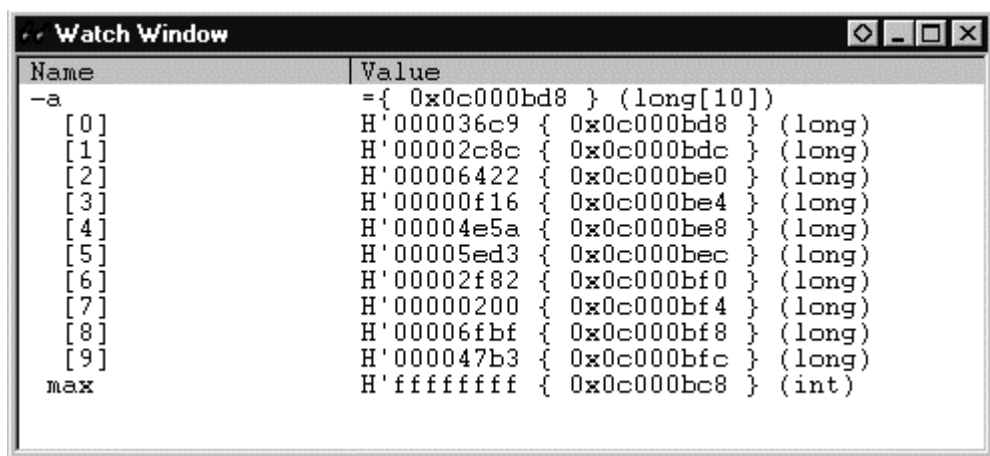 Watch Window
Name Value
-a ={ 0x0c000bd8 } (long[10])
[0] H'000036c9 { 0x0c000bd8 } (long)
[1] H'00002c8c { 0x0c000bdc } (long)
[2] H'00006422 { 0x0c000be0 } (long)
[3] H'00000f16 { 0x0c000be4 } (long)
[4] H'00004e5a { 0x0c000be8 } (long)
[5] H'00005ed3 { 0x0c000bec } (long)
[6] H'00002f82 { 0x0c000bf0 } (long)
[7] H'00000200 { 0x0c000bf4 } (long)
[8] H'00006fbf { 0x0c000bf8 } (long)
[9] H'000047b3 { 0x0c000bfc } (long)
max H'ffffffff { 0x0c000bc8 } (int)